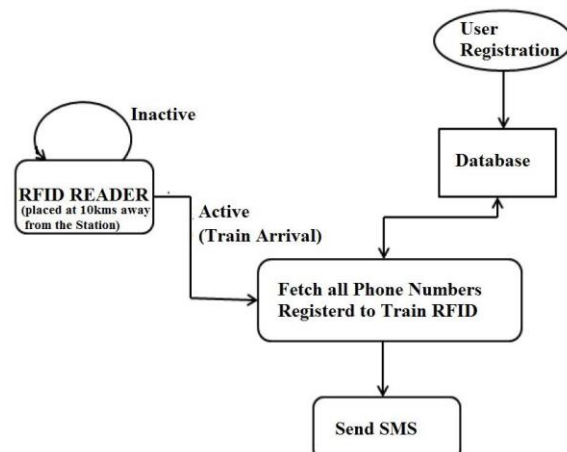 User
Registration
Inactive
Database
RFID READER
(placed at 10kms away
from the Station)
Active
(Train Arrival)
Fetch all Phone Numbers
Registerd to Train RFID
Send SMS